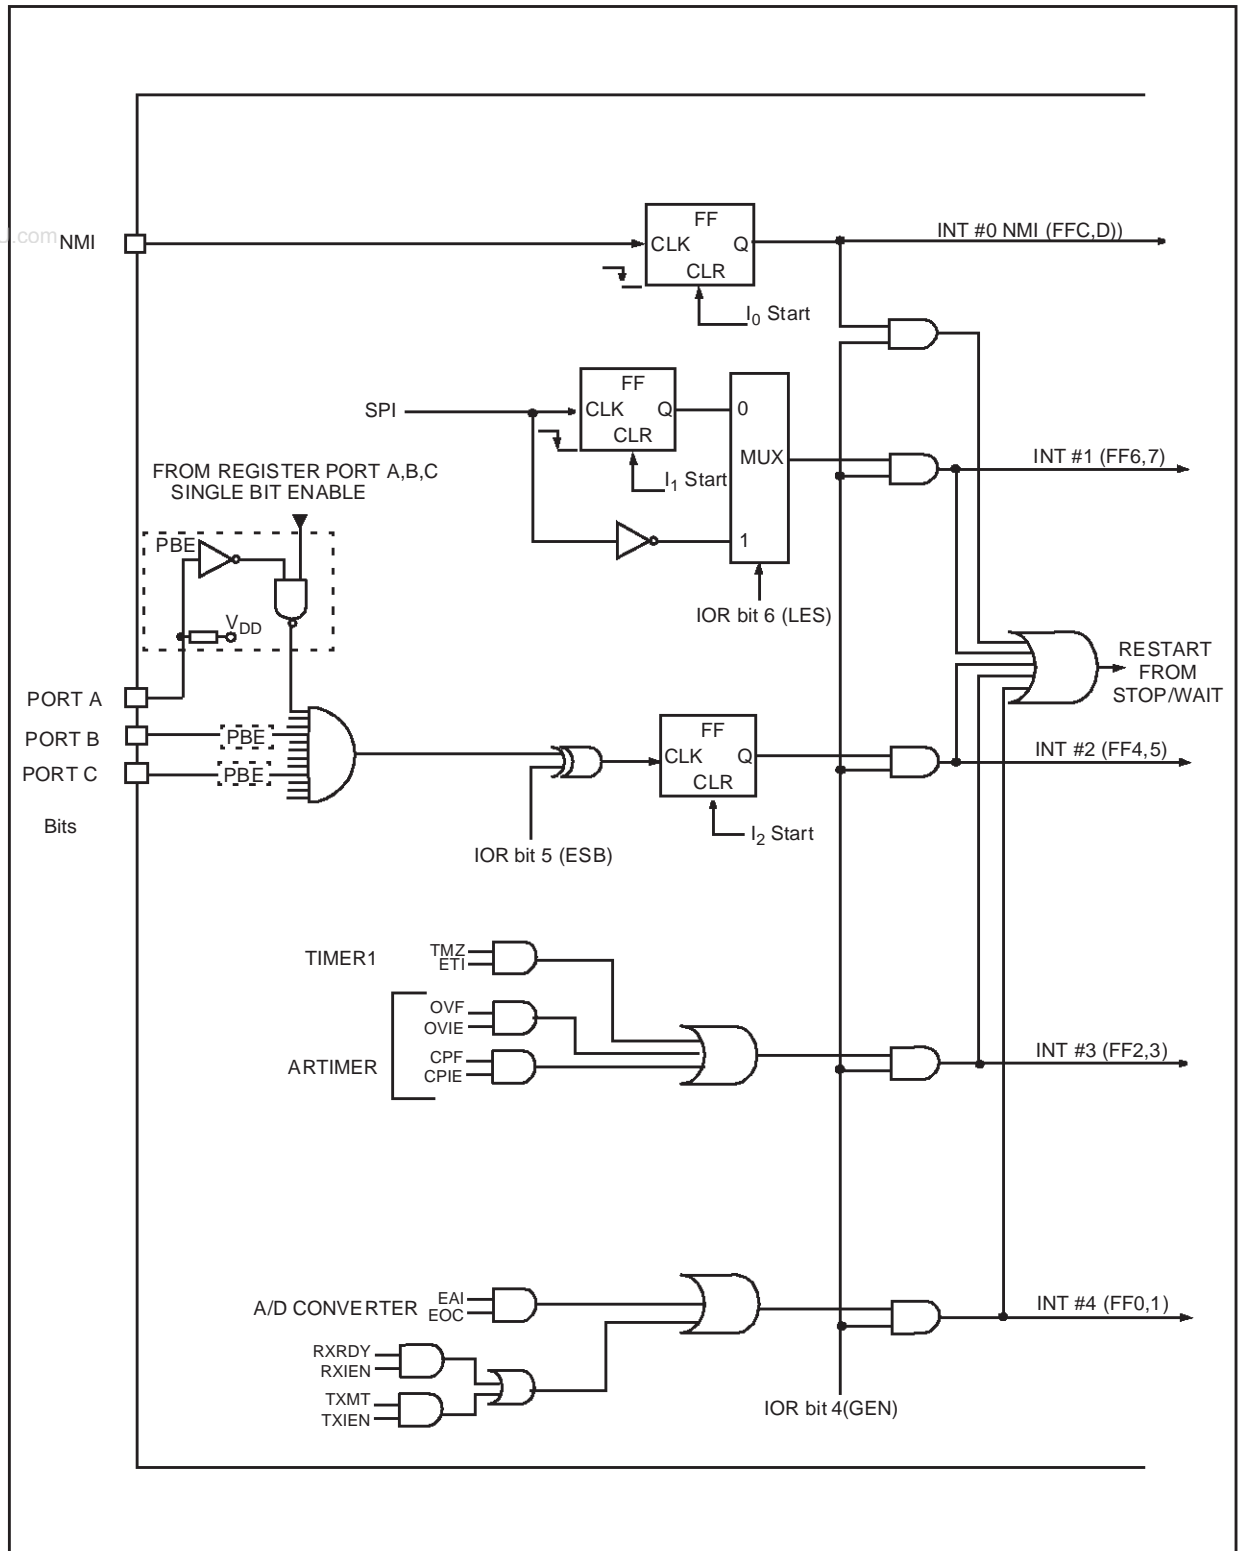 FF
U.com NMI
CLK Q
CLR
INT #0 NMI (FFC,D))
I0 Start
FF
SPI
CLK Q
CLR
0
MUX
1
INT #1 (FF6,7)
I1 Start
FROM REGISTER PORT A,B,C
SINGLE BIT ENABLE
PBE
VDD
IOR bit 6 (LES)
RESTART
FROM
STOP/WAIT
PORT A
PORT B
PBE
PORT C
PBE
Bits
FF
CLK Q
CLR
INT #2 (FF4,5)
I2 Start
IOR bit 5 (ESB)
TIMER1
TMZ
ETI
OVF
OVIE
ARTIMER
CPF
CPIE
INT #3 (FF2,3)
A/D CONVERTER
EAI
EOC
INT #4 (FF0,1)
RXRDY
RXIEN
TXMT
TXIEN
IOR bit 4(GEN)